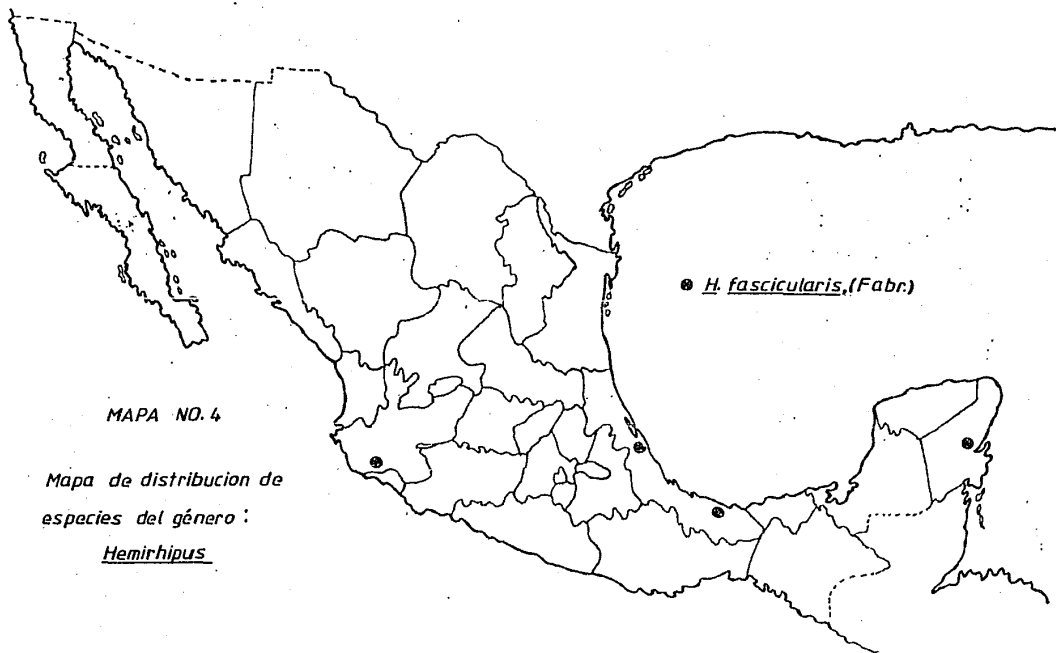 H. fascicularis, (Fabr.)
MAPA NO. 4
Mapa de distribucion de
especies del género :
Hemirhipus